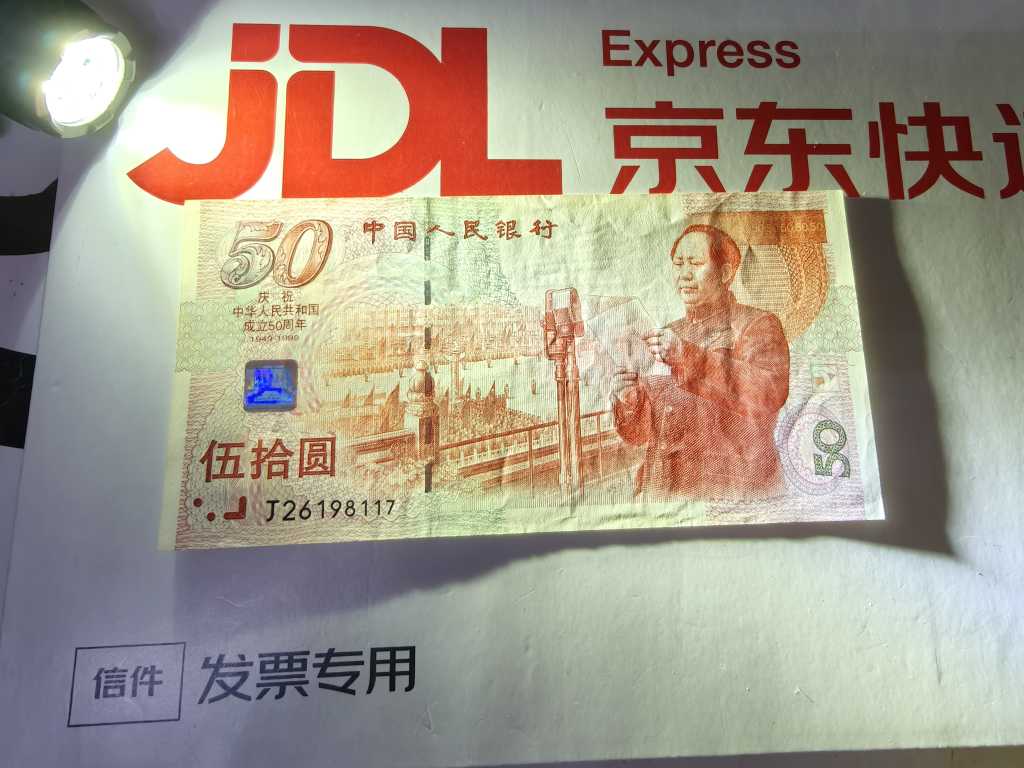 JDL
Express
京东快
50
中国人民银行
庆祝
中华人民共和国
成立50周年
1949-1999
伍拾圆
J26198117
50
信件
发票专用